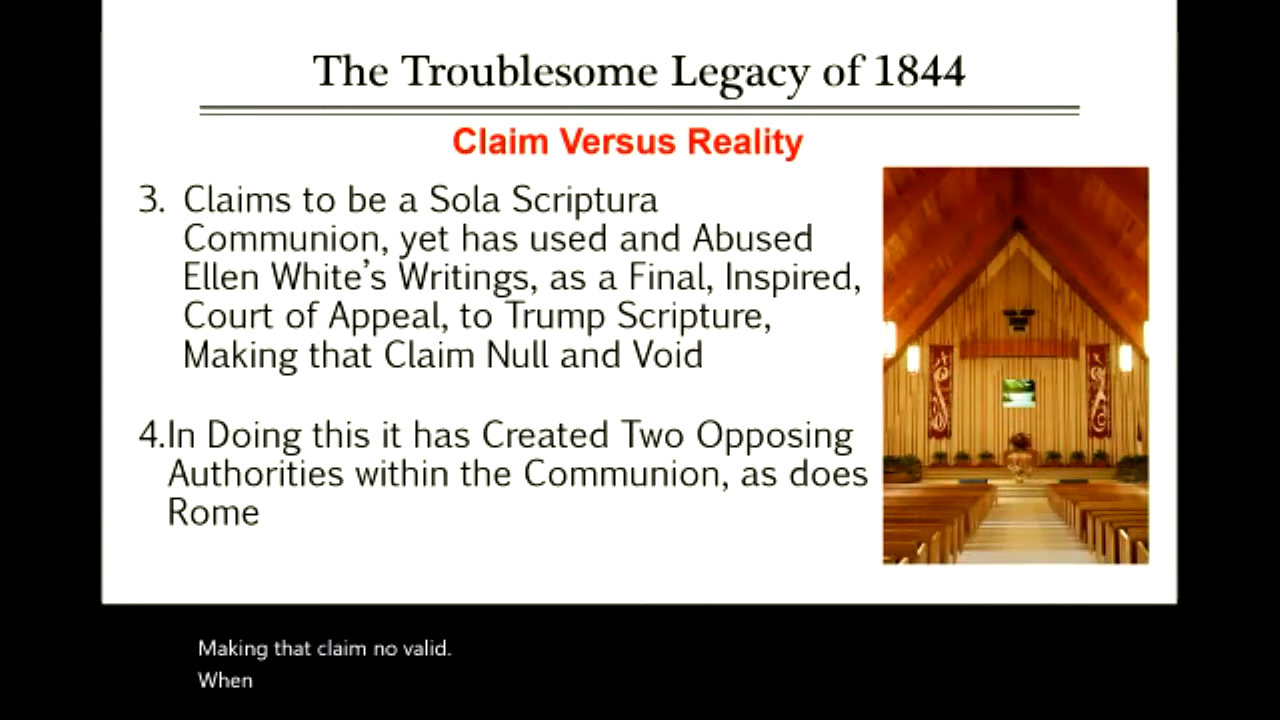 The Troublesome Legacy of 1844
Claim Versus Reality
3. Claims to be a Sola Scriptura
Communion, yet has used and Abused
Ellen White’s Writings, as a Final, Inspired,
Court of Appeal, to Trump Scripture,
Making that Claim Null and Void
4.In Doing this it has Created Two Opposing
Authorities within the Communion, as does
Rome
Making that claim no valid.
When